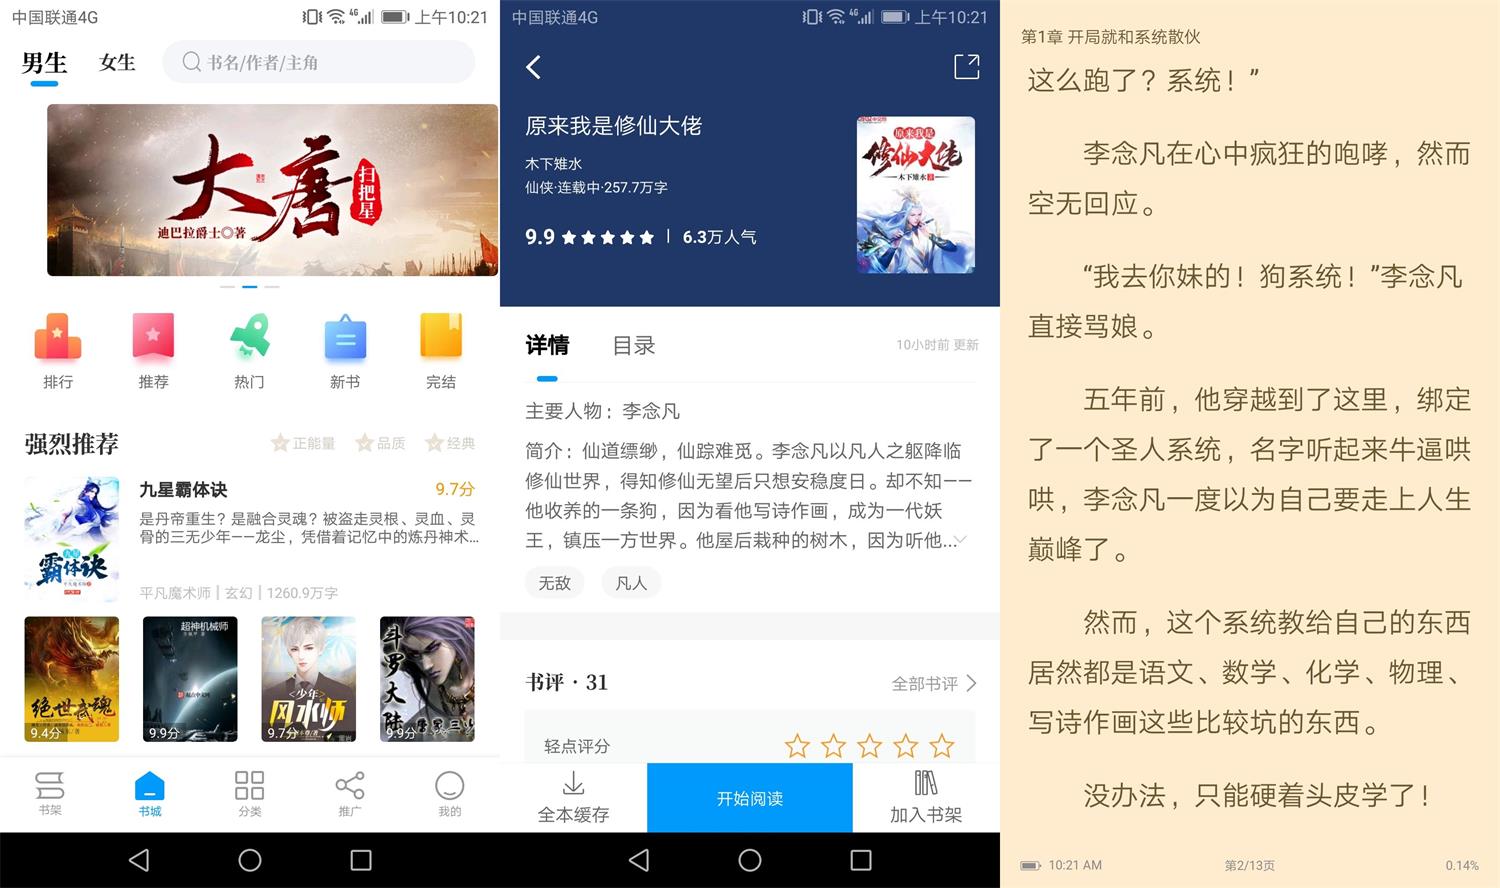 中国联通4G
上午10:21
男生 女生 书名/作者/主角
大唐
扫把星
迪巴拉爵士◎著
排行 推荐 热门 新书 完结
强烈推荐 正能量 品质 经典
九星霸体诀 9.7分
是丹帝重生？是融合灵魂？被盗走灵根、灵血、灵
骨的三无少年——龙尘，凭借着记忆中的炼丹神术...
平凡魔术师 | 玄幻 | 1260.9万字
九星
霸体诀
绝世武魂
9.4分
超神机械师
9.9分
<少年>
风水师
9.7分
斗罗大陆
9.9分
书架 书城 分类 推广 我的
中国联通4G
上午10:21
原来我是修仙大佬
木下雉水
仙侠·连载中·257.7万字
9.9 | 6.3万人气
原来我是
修仙大佬
木下雉水 著
详情 目录 10小时前 更新
主要人物：李念凡
简介：仙道缥缈，仙踪难觅。李念凡以凡人之躯降临
修仙世界，得知修仙无望后只想安稳度日。却不知——
他收养的一条狗，因为看他写诗作画，成为一代妖
王，镇压一方世界。他屋后栽种的树木，因为听他...
无敌 凡人
书评·31 全部书评
轻点评分
全本缓存 开始阅读 加入书架
第1章 开局就和系统散伙
这么跑了？系统！”
李念凡在心中疯狂的咆哮，然而
空无回应。
“我去你妹的！狗系统！”李念凡
直接骂娘。
五年前，他穿越到了这里，绑定
了一个圣人系统，名字听起来牛逼哄
哄，李念凡一度以为自己要走上人生
巅峰了。
然而，这个系统教给自己的东西
居然都是语文、数学、化学、物理、
写诗作画这些比较坑的东西。
没办法，只能硬着头皮学了！
10:21 AM 第2/13页 0.14%